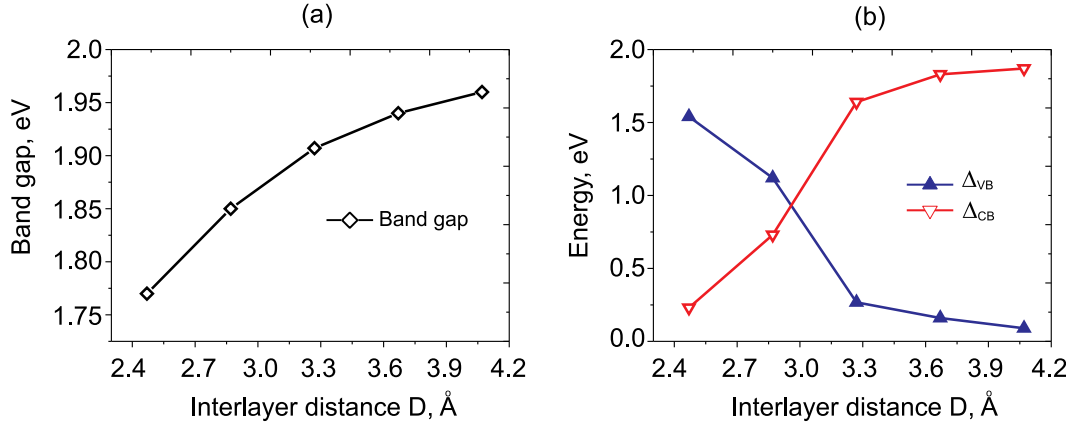 (a)
Band gap, eV
2.0
1.95
1.90
1.85
1.80
1.75
Band gap
2.4 2.7 3.0 3.3 3.6 3.9 4.2
Interlayer distance D, Å
(b)
Energy, eV
2.0
1.5
1.0
0.5
0.0
Δ_VB
Δ_CB
2.4 2.7 3.0 3.3 3.6 3.9 4.2
Interlayer distance D, Å